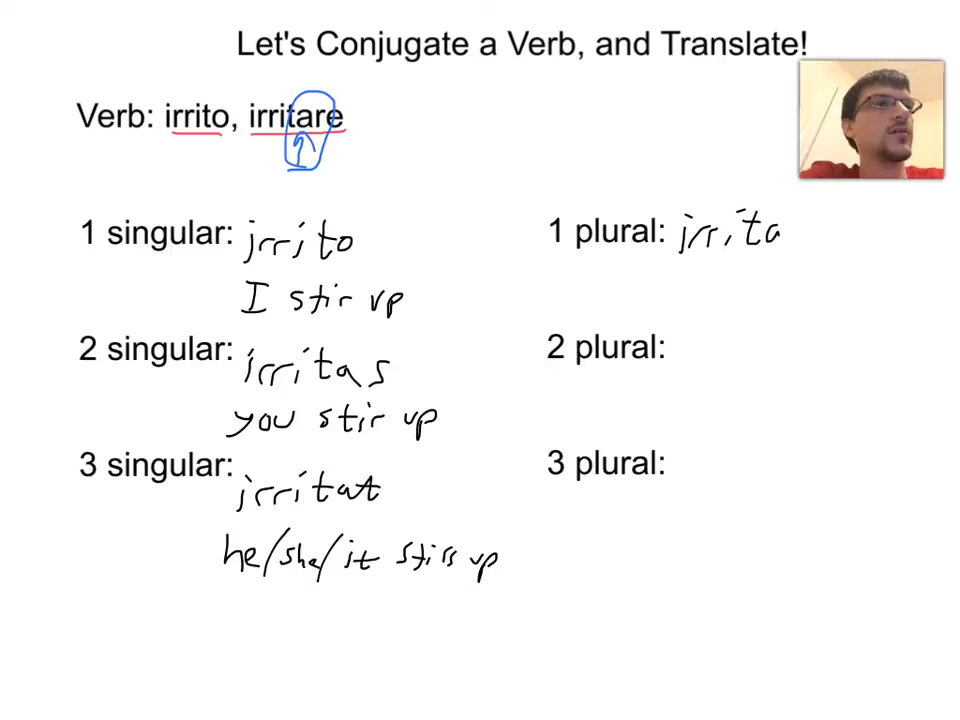 Let's Conjugate a Verb, and Translate!
Verb: irrito, irritare
1 singular: irrito
I stir up
2 singular: irritas
you stir up
3 singular: irritat
he/she/it stirs up
1 plural: irrita
2 plural:
3 plural: